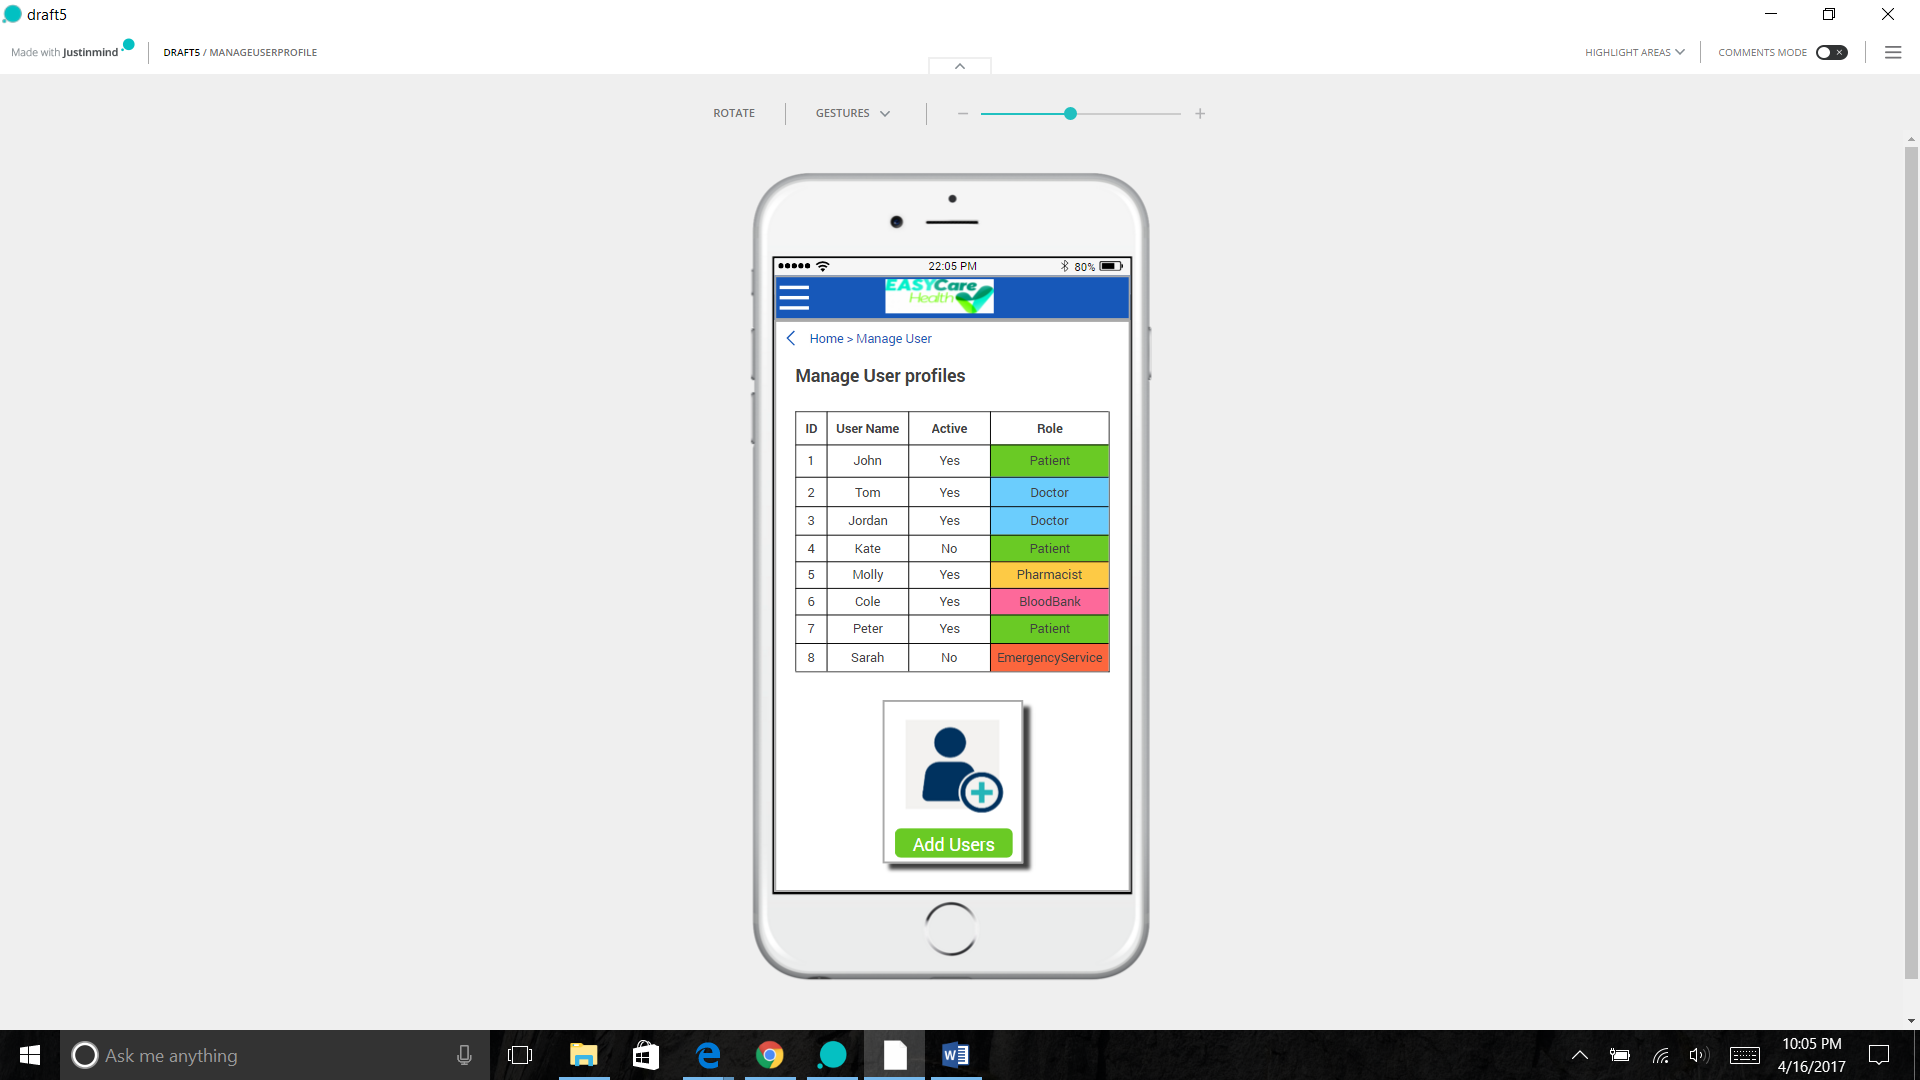 draft5
Made with Justinmind
DRAFT5 / MANAGEUSERPROFILE
HIGHLIGHT AREAS
COMMENTS MODE
ROTATE
GESTURES
22:05 PM
80%
EASYCare
Health
Home > Manage User
Manage User profiles
ID User Name Active Role
1 John Yes Patient
2 Tom Yes Doctor
3 Jordan Yes Doctor
4 Kate No Patient
5 Molly Yes Pharmacist
6 Cole Yes BloodBank
7 Peter Yes Patient
8 Sarah No EmergencyService
Add Users
Ask me anything
10:05 PM
4/16/2017